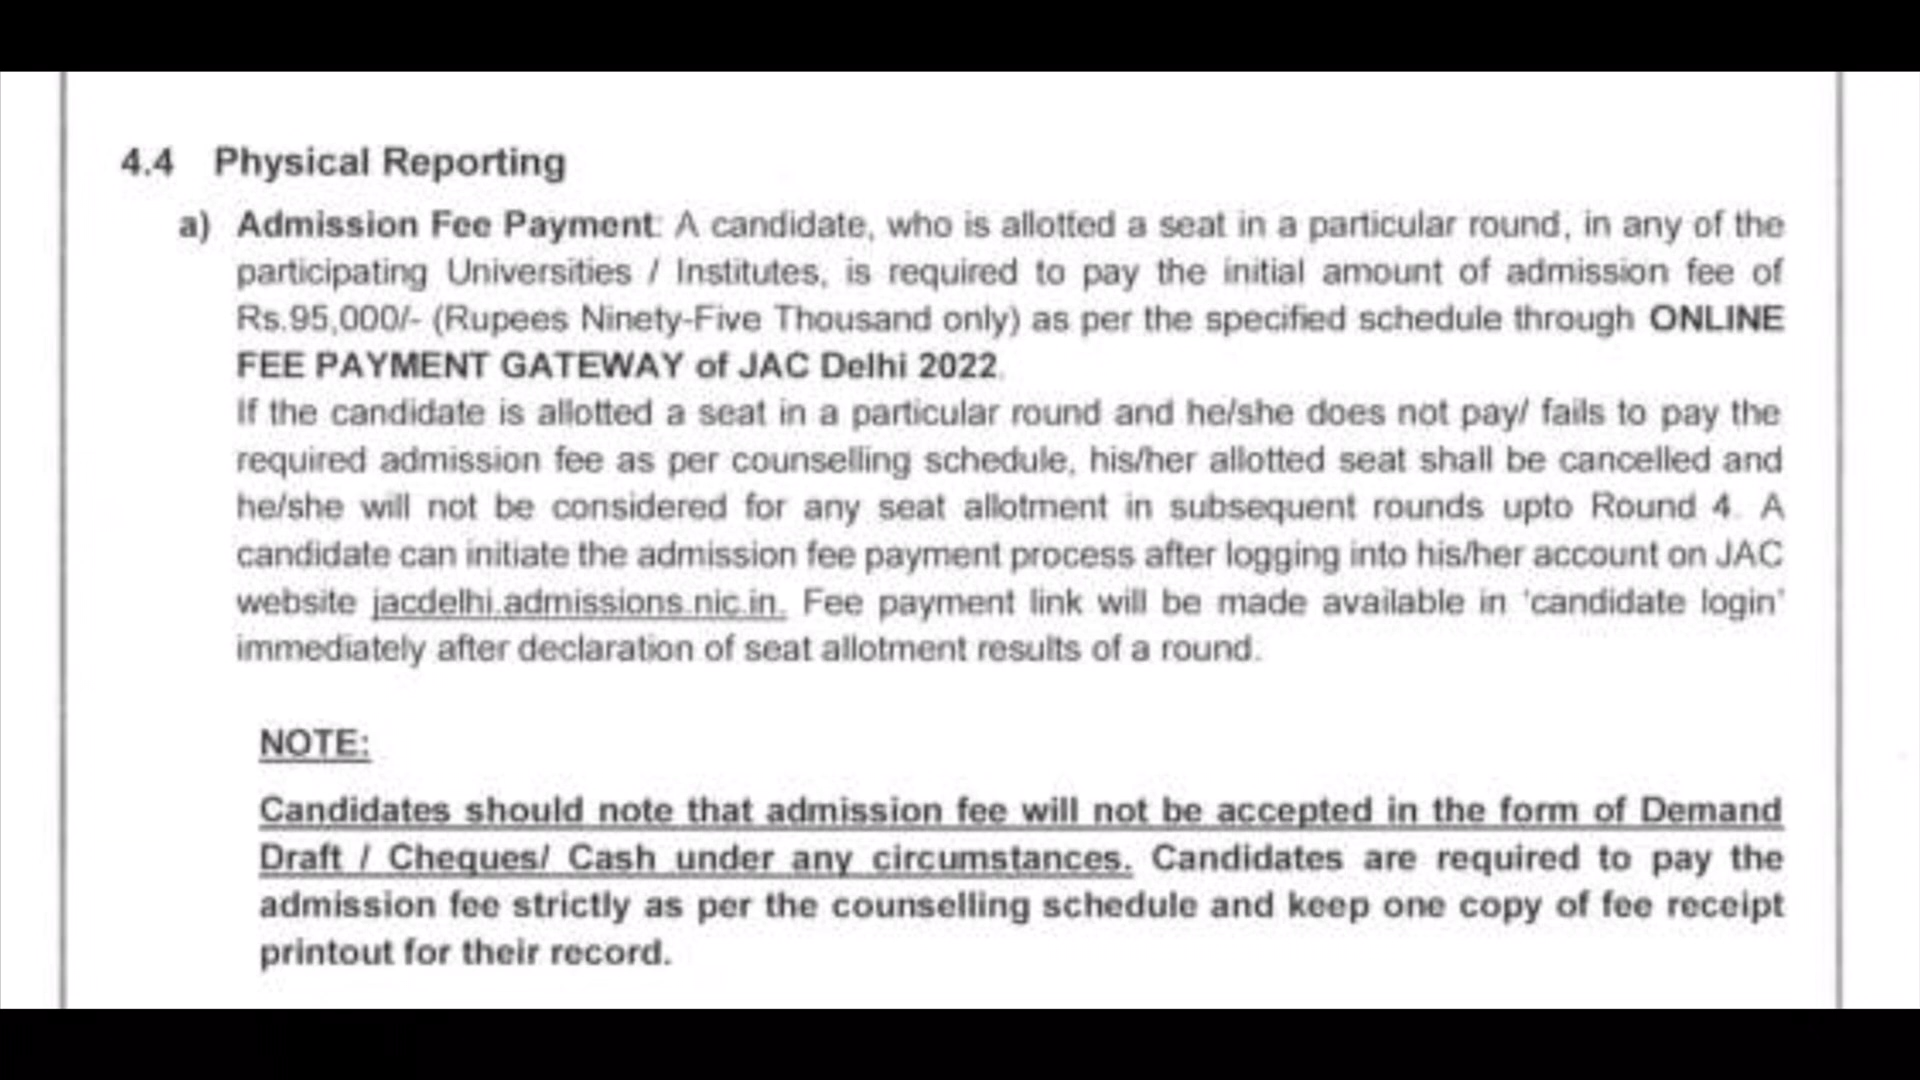 4.4 Physical Reporting
a) Admission Fee Payment: A candidate, who is allotted a seat in a particular round, in any of the
participating Universities / Institutes, is required to pay the initial amount of admission fee of
Rs.95,000/- (Rupees Ninety-Five Thousand only) as per the specified schedule through ONLINE
FEE PAYMENT GATEWAY of JAC Delhi 2022.
If the candidate is allotted a seat in a particular round and he/she does not pay/ fails to pay the
required admission fee as per counselling schedule, his/her allotted seat shall be cancelled and
he/she will not be considered for any seat allotment in subsequent rounds upto Round 4. A
candidate can initiate the admission fee payment process after logging into his/her account on JAC
website jacdelhi.admissions.nic.in. Fee payment link will be made available in 'candidate login'
immediately after declaration of seat allotment results of a round.
NOTE:
Candidates should note that admission fee will not be accepted in the form of Demand
Draft / Cheques/ Cash under any circumstances. Candidates are required to pay the
admission fee strictly as per the counselling schedule and keep one copy of fee receipt
printout for their record.